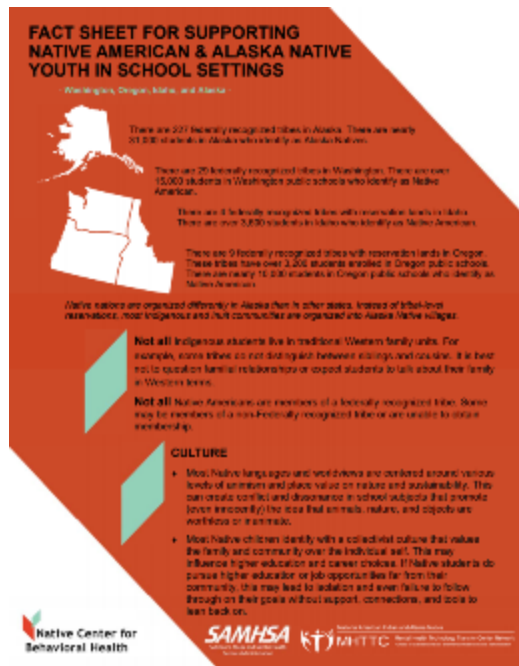 FACT SHEET FOR SUPPORTING
NATIVE AMERICAN & ALASKA NATIVE
YOUTH IN SCHOOL SETTINGS
- Washington, Oregon, Idaho, and Alaska -
There are 227 federally recognized tribes in Alaska. There are nearly
31,000 students in Alaska who identify as Alaska Natives.
There are 29 federally recognized tribes in Washington. There are over
15,000 students in Washington public schools who identify as Native
American.
There are federally recognized tribes with reservation lands in Idaho.
There are over students in Idaho who identify as Native American.
There are 9 federally recognized tribes with reservation lands in Oregon.
These tribes have over 3,200 students enrolled in Oregon public schools.
There are nearly 10,000 students in Oregon public schools who identify as
Native American.
Native nations are organized differently in Alaska than in other states. Instead of tribal-level
reservations, most Indigenous and Inuit communities are organized into Alaska Native villages.
Not all Indigenous students live in traditional Western family units. For
example, some tribes do not distinguish between siblings and cousins. It is best
not to question familial relationships or expect students to talk about their family
in Western terms.
Not all Native Americans are members of a federally recognized tribe. Some
may be members of a non-Federally recognized tribe or are unable to obtain
membership.
CULTURE
Most Native languages and worldviews are centered around various
levels of animism and place value on nature and sustainability. This
can create conflict and dissonance in school subjects that promote
(even innocently) the idea that animals, nature, and objects are
worthless or inanimate.
Most Native children identify with a collectivist culture that values
the family and community over the individual self. This may
influence higher education and career choices. If Native students do
pursue higher education or job opportunities far from their
community, this may lead to isolation and even failure to follow
through on their goals without support, connections, and tools to
lean back on.
Native Center for
Behavioral Health
SAMHSA
MHTTC